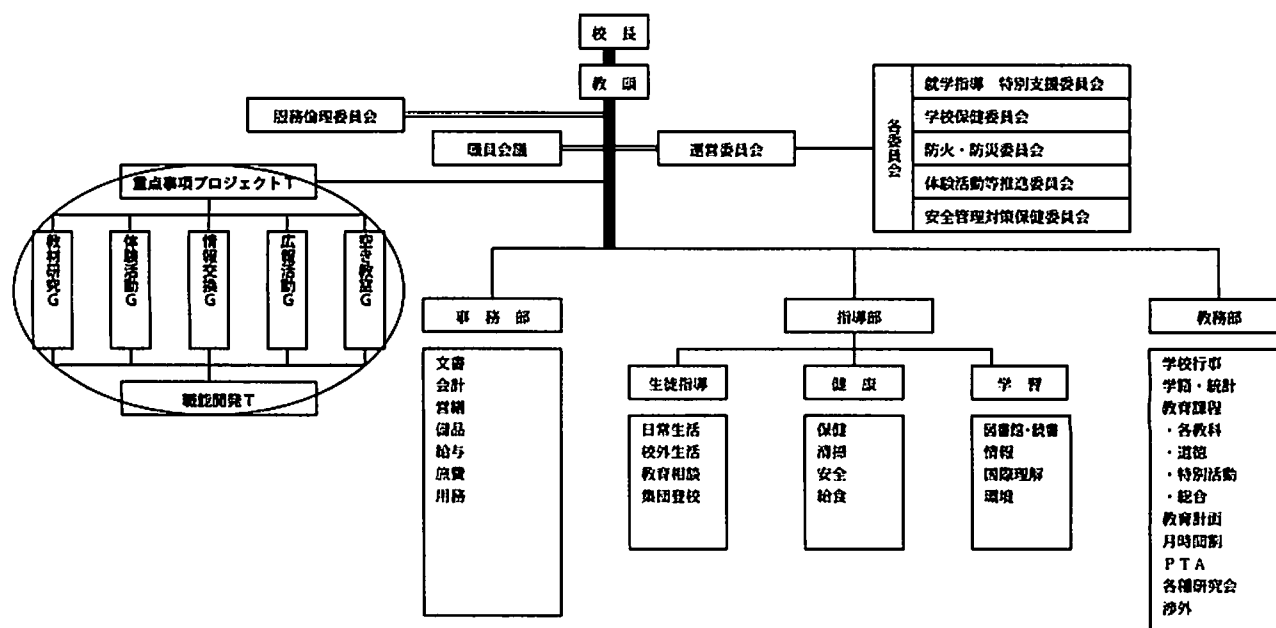 校長
教頭
服務倫理委員会
職員会議
運営委員会
各委員会
就学指導　特別支援委員会
学校保健委員会
防火・防災委員会
体験活動等推進委員会
安全管理対策保健委員会
重点事項プロジェクトT
教材研究G
体験活動G
情報交換G
広報活動G
空き教室G
職能開発T
事務部
文書
会計
営繕
備品
給与
旅費
用務
指導部
生徒指導
日常生活
校外生活
教育相談
集団登校
健康
保健
清掃
安全
給食
学習
図書館・読書
情報
国際理解
環境
教務部
学校行事
学籍・統計
教育課程
・各教科
・道徳
・特別活動
・総合
教育計画
月時間割
PTA
各種研究会
渉外